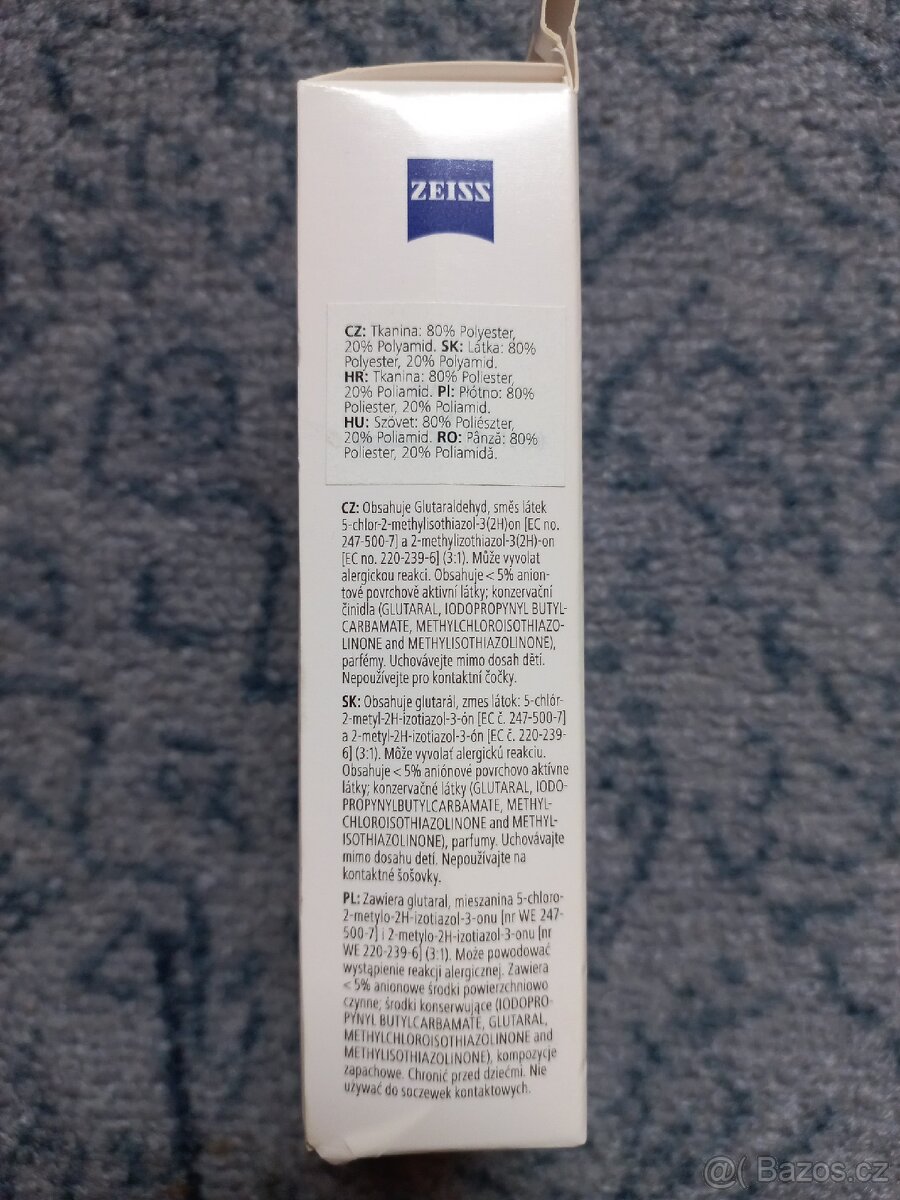 ZEISS
CZ: Tkanina: 80% Polyester,
20% Polyamid. SK: Látka: 80%
Polyester, 20% Polyamid.
HR: Tkanina: 80% Poliester,
20% Poliamid. Pl: Płótno: 80%
Poliester, 20% Poliamid.
HU: Szövet: 80% Poliészter,
20% Poliamid. RO: Pânză: 80%
Poliester, 20% Poliamidă.
CZ: Obsahuje Glutaraldehyd, směs látek
5-chlor-2-methylisothiazol-3(2H)on [EC no.
247-500-7] a 2-methylizothiazol-3(2H)-on
[EC no. 220-239-6] (3:1). Může vyvolat
alergickou reakci. Obsahuje < 5% anion-
tové povrchově aktivní látky; konzervační
činidla (GLUTARAL, IODOPROPYNYL BUTYL-
CARBAMATE, METHYLCHLOROISOTHIAZO-
LINONE and METHYLISOTHIAZOLINONE),
parfémy. Uchovávejte mimo dosah dětí.
Nepoužívejte pro kontaktní čočky.
SK: Obsahuje glutarál, zmes látok: 5-chlór-
2-metyl-2H-izotiazol-3-ón [EC č. 247-500-7]
a 2-metyl-2H-izotiazol-3-ón [EC č. 220-239-
6] (3:1). Môže vyvolať alergickú reakciu.
Obsahuje < 5% aniónové povrchovo aktívne
látky; konzervačné látky (GLUTARAL, IODO-
PROPYNYLBUTYLCARBAMATE, METHYL-
CHLOROISOTHIAZOLINONE and METHYL-
ISOTHIAZOLINONE), parfumy. Uchovávajte
mimo dosahu detí. Nepoužívajte na
kontaktné šošovky.
PL: Zawiera glutaral, mieszanina 5-chloro-
2-metylo-2H-izotiazol-3-onu [nr WE 247-
500-7] i 2-metylo-2H-izotiazol-3-onu [nr
WE 220-239-6] (3:1). Może powodować
wystąpienie reakcji alergicznej. Zawiera
< 5% anionowe środki powierzchniowo
czynne, środki konserwujące (IODOPRO-
PYNYL BUTYLCARBAMATE, GLUTARAL,
METHYLCHLOROISOTHIAZOLINONE and
METHYLISOTHIAZOLINONE), kompozycje
zapachowe. Chronić przed dziećmi. Nie
używać do soczewek kontaktowych.
@( Bazos.cz